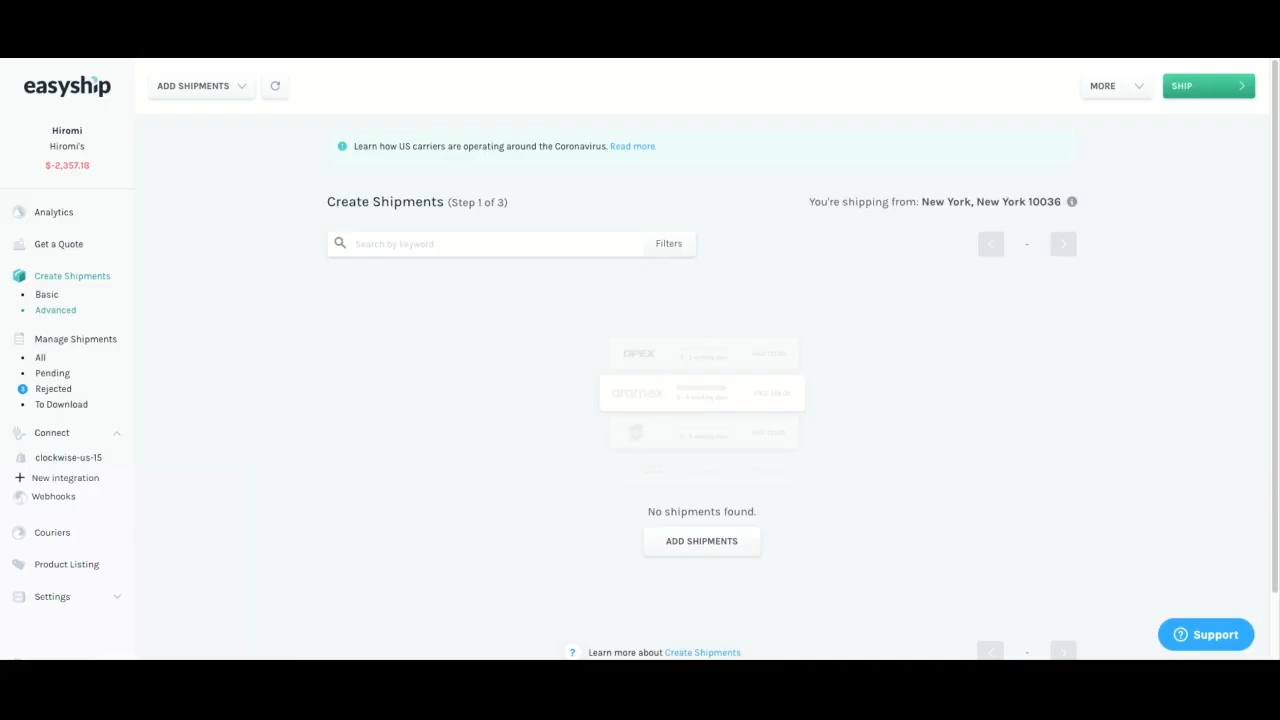 easyship
ADD SHIPMENTS
MORE
SHIP
Hiromi
Hiromi's
$-2,357.18
Learn how US carriers are operating around the Coronavirus. Read more.
Create Shipments (Step 1 of 3)
You're shipping from: New York, New York 10036
Search by keyword
Filters
-
Analytics
Get a Quote
Create Shipments
Basic
Advanced
Manage Shipments
All
Pending
3 Rejected
To Download
Connect
clockwise-us-15
New integration
Webhooks
Couriers
Product Listing
Settings
aramex
No shipments found.
ADD SHIPMENTS
? Support
? Learn more about Create Shipments
-